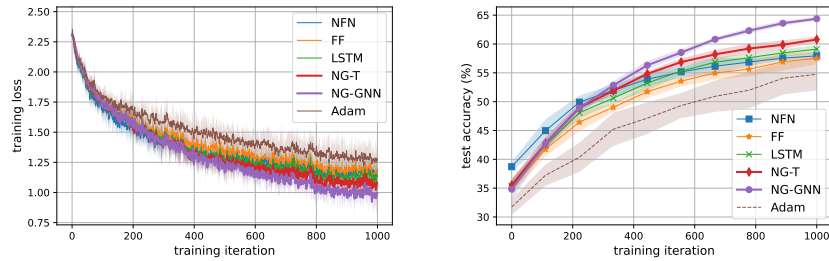 2.50
2.25
2.00
1.75
1.50
1.25
1.00
0.75
training loss
0
200
400
600
800
1000
training iteration
NFN
FF
LSTM
NG-T
NG-GNN
Adam
65
60
55
50
45
40
35
30
test accuracy (%)
0
200
400
600
800
1000
training iteration
NFN
FF
LSTM
NG-T
NG-GNN
Adam